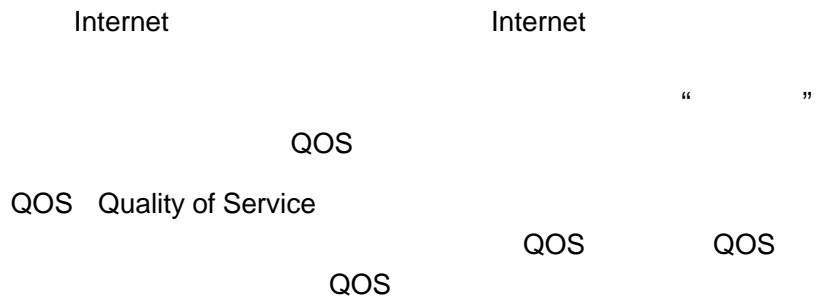 Internet Internet
“ ”
QOS
QOS Quality of Service
QOS QOS
QOS